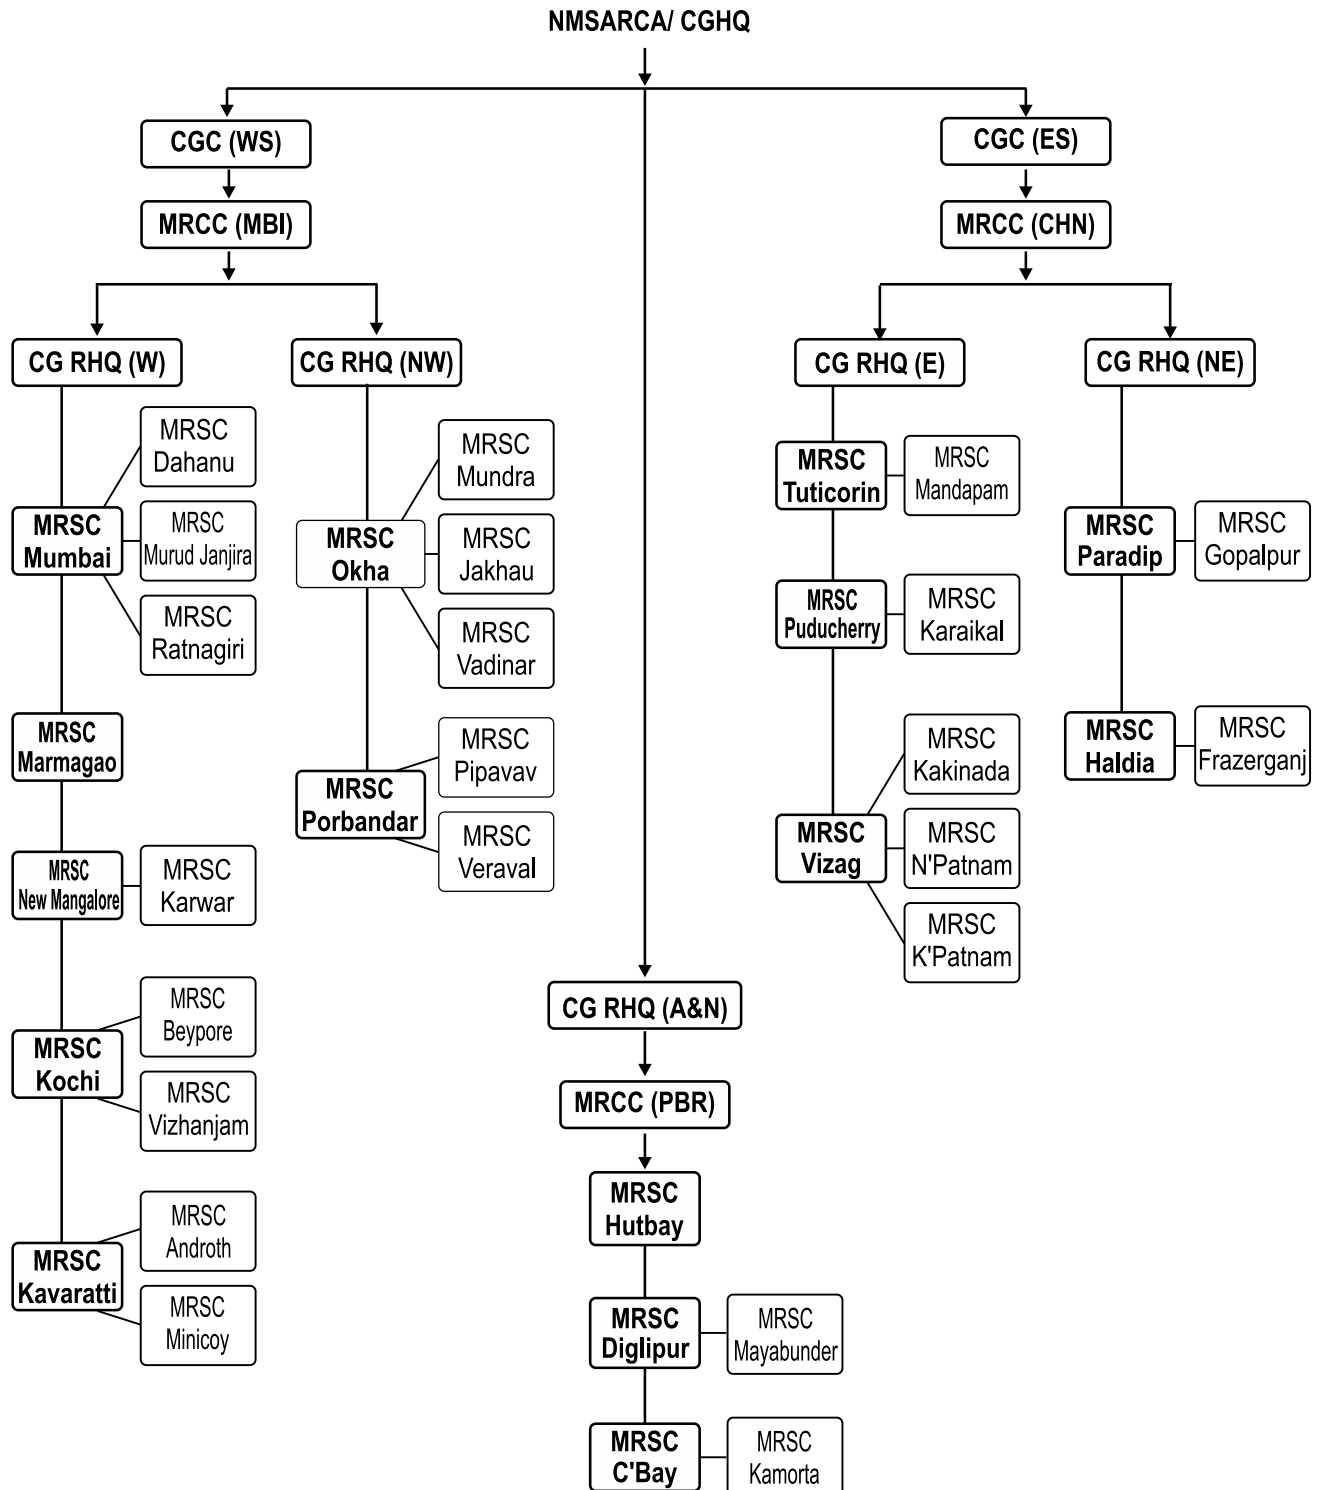 NMSARCA/ CGHQ
CGC (WS)
MRCC (MBI)
CG RHQ (W)
MRSC
Mumbai
MRSC
Dahanu
MRSC
Murud Janjira
MRSC
Ratnagiri
MRSC
Marmagao
MRSC
New Mangalore
MRSC
Karwar
MRSC
Kochi
MRSC
Beypore
MRSC
Vizhanjam
MRSC
Kavaratti
MRSC
Androth
MRSC
Minicoy
CG RHQ (NW)
MRSC
Okha
MRSC
Mundra
MRSC
Jakhau
MRSC
Vadinar
MRSC
Porbandar
MRSC
Pipavav
MRSC
Veraval
CG RHQ (A&N)
MRCC (PBR)
MRSC
Hutbay
MRSC
Diglipur
MRSC
Mayabunder
MRSC
C'Bay
MRSC
Kamorta
CGC (ES)
MRCC (CHN)
CG RHQ (E)
MRSC
Tuticorin
MRSC
Mandapam
MRSC
Puducherry
MRSC
Karaikal
MRSC
Vizag
MRSC
Kakinada
MRSC
N'Patnam
MRSC
K'Patnam
CG RHQ (NE)
MRSC
Paradip
MRSC
Gopalpur
MRSC
Haldia
MRSC
Frazerganj